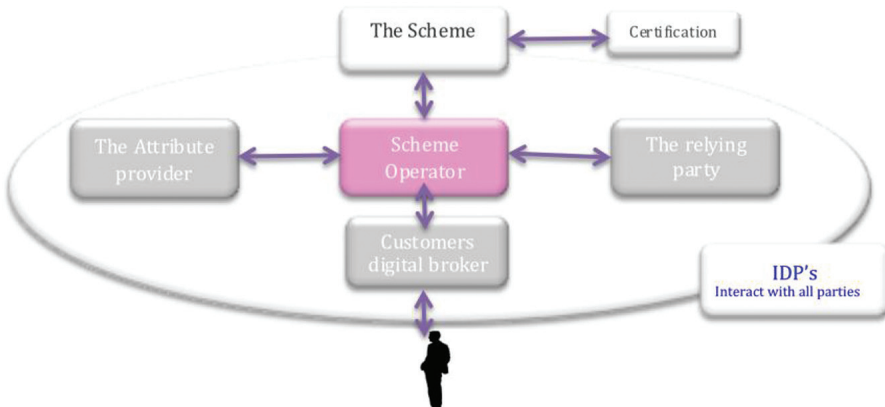 The Scheme
Certification
The Attribute
provider
Scheme
Operator
The relying
party
Customers
digital broker
IDP's
Interact with all parties